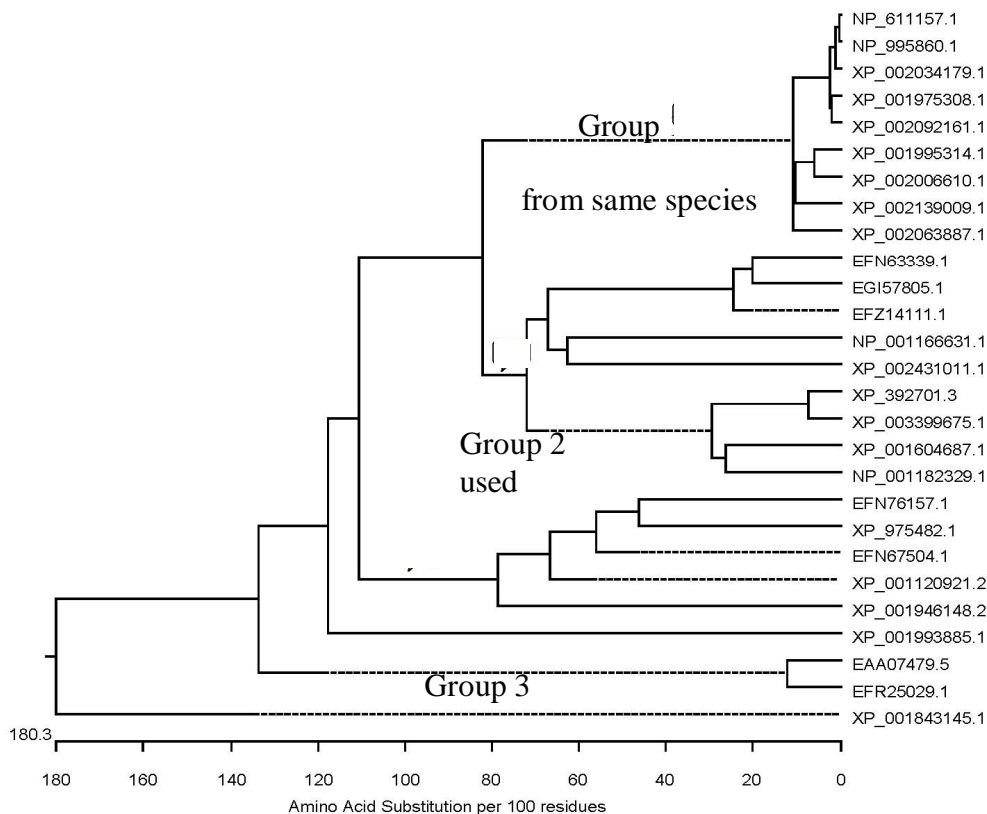 NP_611157.1
NP_995860.1
XP_002034179.1
XP_001975308.1
XP_002092161.1
XP_001995314.1
XP_002006610.1
XP_002139009.1
XP_002063887.1
EFN63339.1
EGI57805.1
EFZ14111.1
NP_001166631.1
XP_002431011.1
XP_392701.3
XP_003399675.1
XP_001604687.1
NP_001182329.1
EFN76157.1
XP_975482.1
EFN67504.1
XP_001120921.2
XP_001946148.2
XP_001993885.1
EAA07479.5
EFR25029.1
XP_001843145.1
Group
from same species
Group 2
used
Group 3
180.3
180 160 140 120 100 80 60 40 20 0
Amino Acid Substitution per 100 residues